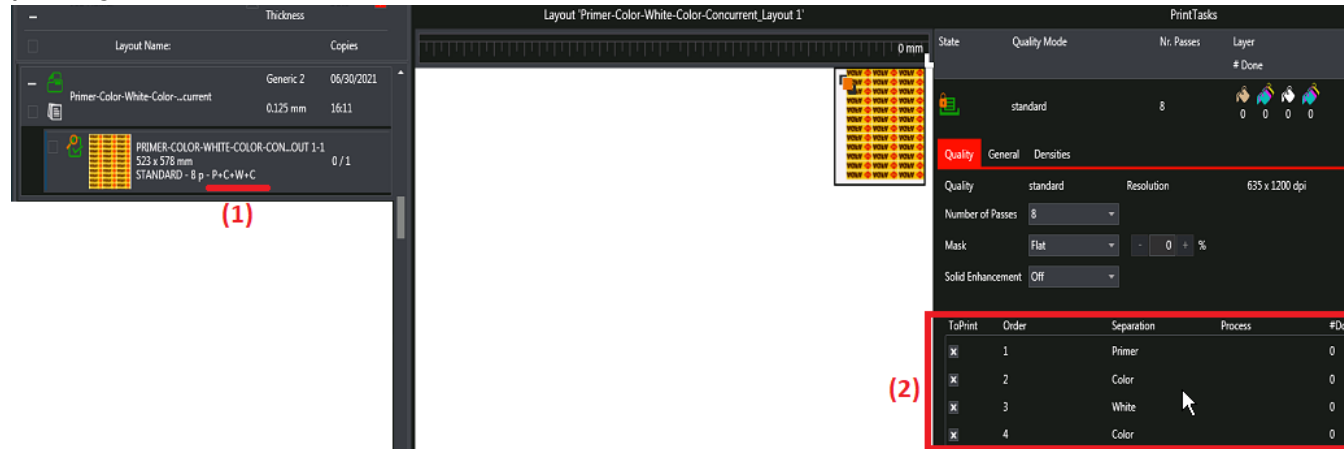 Thickness
Layout 'Primer-Color-White-Color-Concurrent_Layout 1'
PrintTasks
Layout Name:
Copies
0 mm
State
Quality Mode
Nr. Passes
Layer
# Done
Generic 2
06/30/2021
Primer-Color-White-Color-...current
0.125 mm
16:11
standard
8
0 0 0 0
PRIMER-COLOR-WHITE-COLOR-CON...OUT 1-1
523 x 578 mm
0 / 1
STANDARD - 8 p - P+C+W+C
(1)
Quality
General
Densities
Quality
standard
Resolution
635 x 1200 dpi
Number of Passes
8
Mask
Flat
- 0 + %
Solid Enhancement
Off
(2)
ToPrint
Order
Separation
Process
#Do
1
Primer
0
2
Color
0
3
White
0
4
Color
0